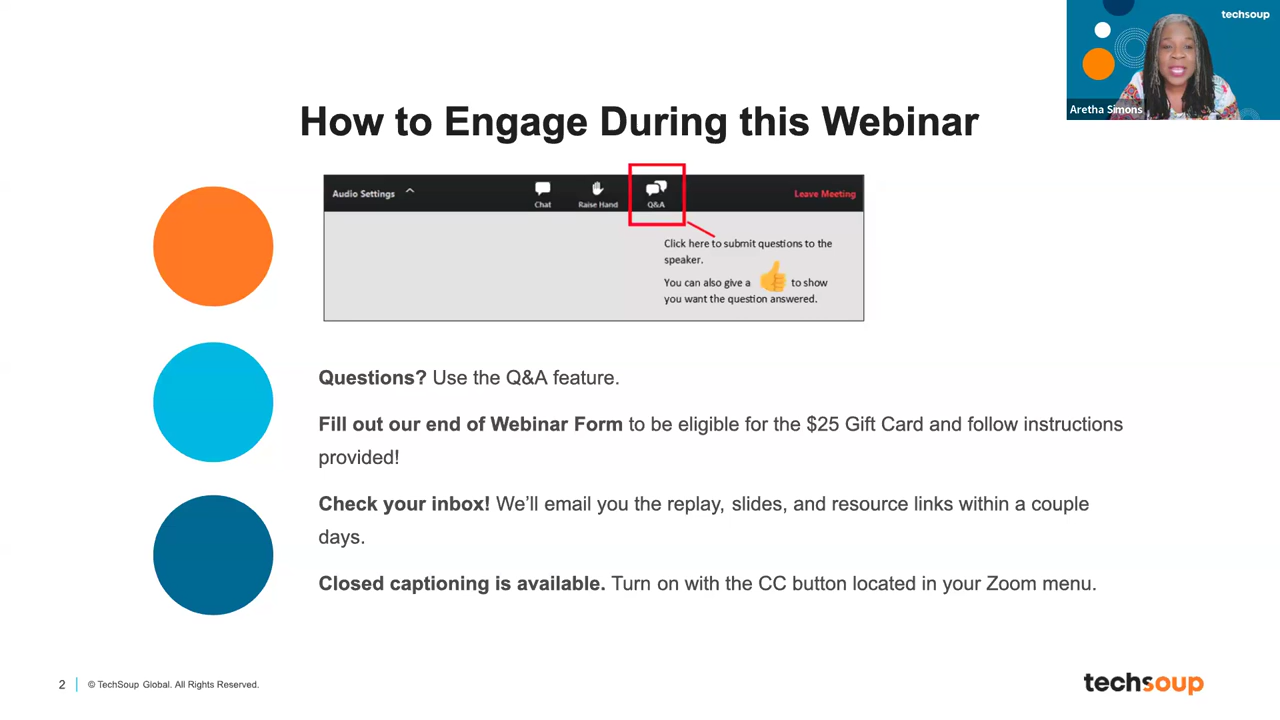 techsoup
Aretha Simons
How to Engage During this Webinar
Audio Settings
Chat
Raise Hand
Q&A
Leave Meeting
Click here to submit questions to the
speaker.
You can also give a to show
you want the question answered.
Questions? Use the Q&A feature.
Fill out our end of Webinar Form to be eligible for the $25 Gift Card and follow instructions
provided!
Check your inbox! We’ll email you the replay, slides, and resource links within a couple
days.
Closed captioning is available. Turn on with the CC button located in your Zoom menu.
2
© TechSoup Global. All Rights Reserved.
techsoup